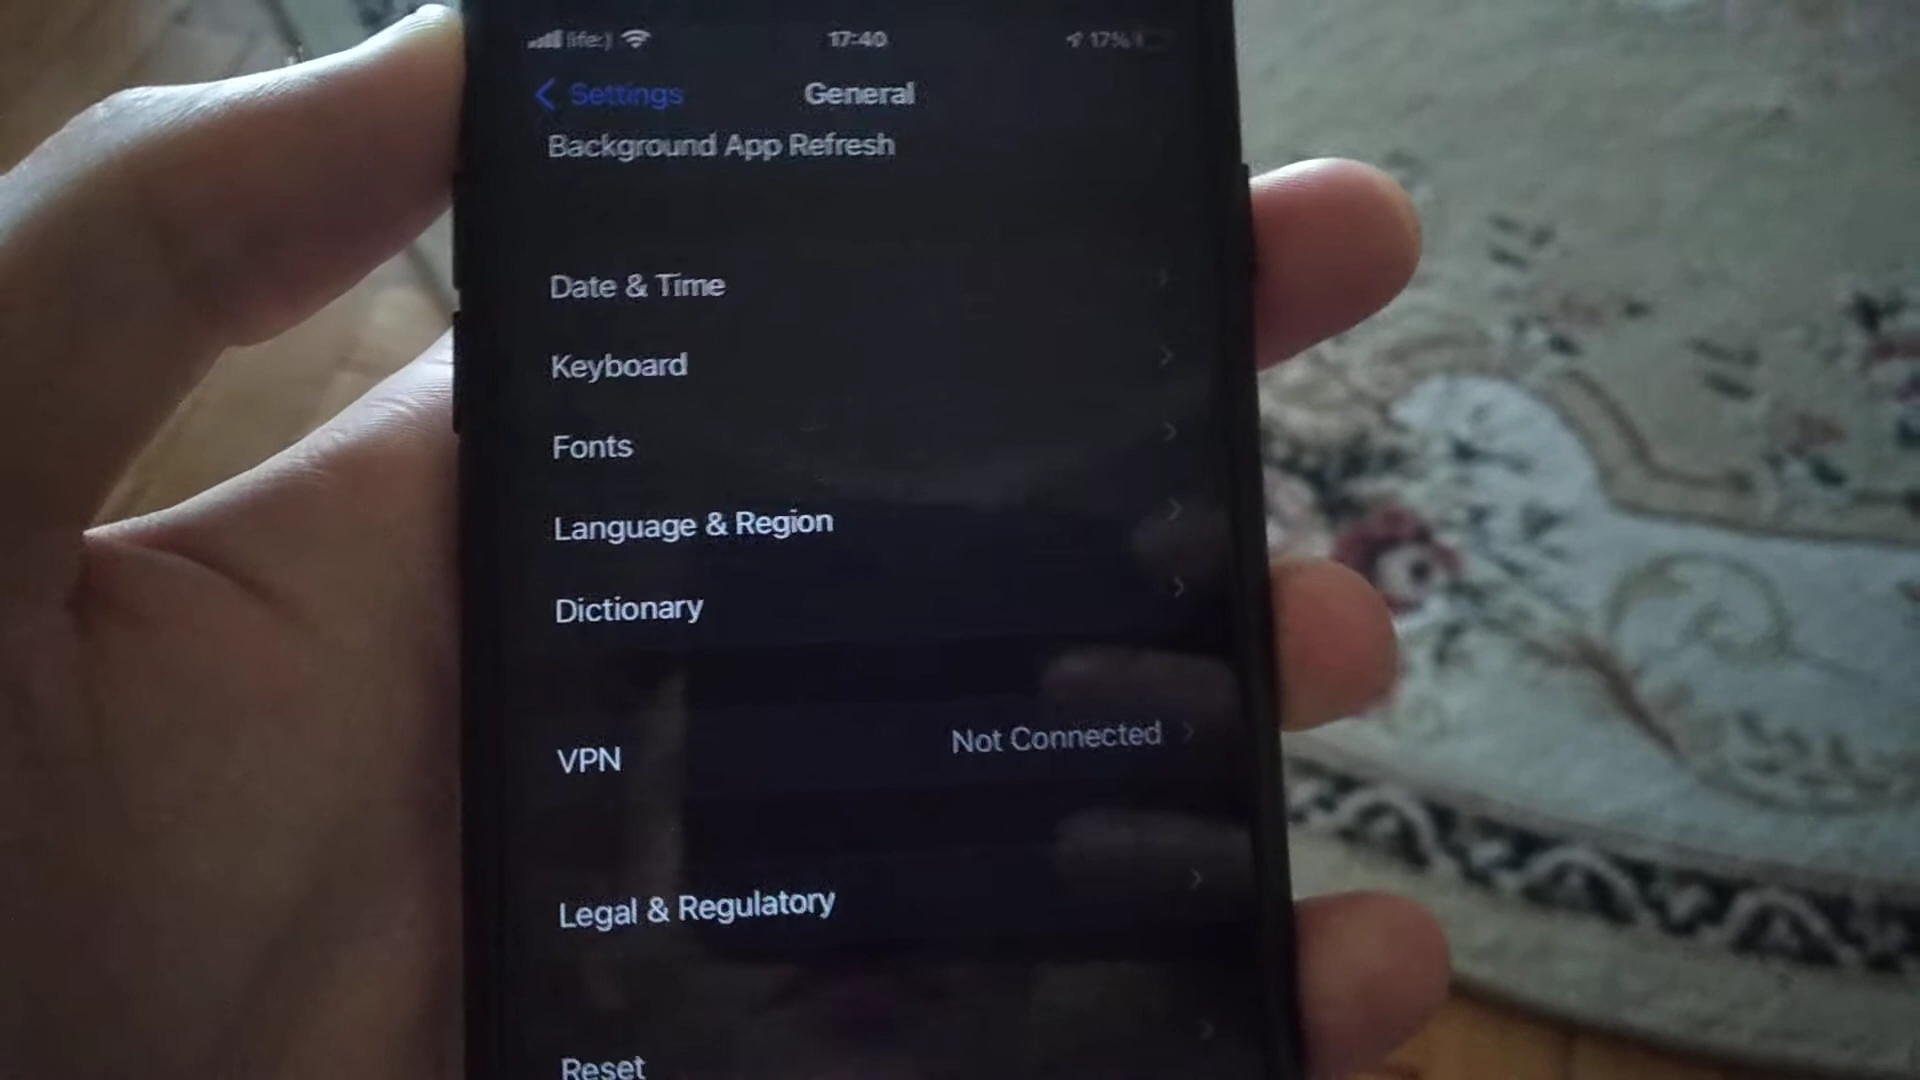 life:) 17:40 17%
Settings General
Background App Refresh
Date & Time
Keyboard
Fonts
Language & Region
Dictionary
VPN Not Connected
Legal & Regulatory
Reset